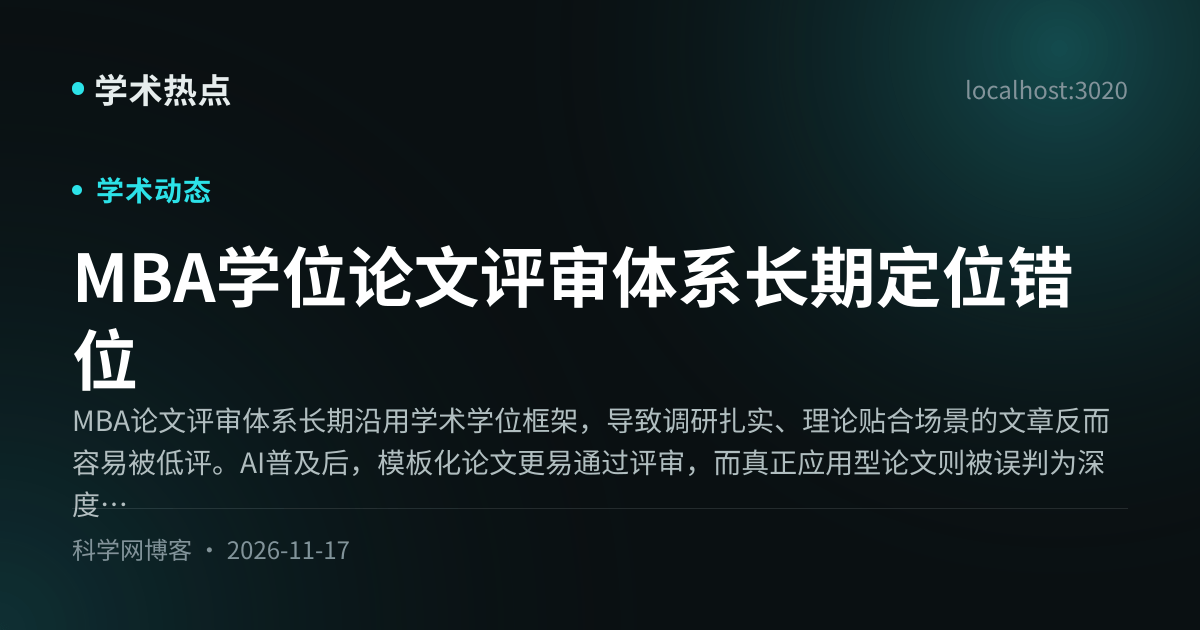 学术热点
localhost:3020
学术动态
MBA学位论文评审体系长期定位错
位
MBA论文评审体系长期沿用学术学位框架，导致调研扎实、理论贴合场景的文章反而
容易被低评。AI普及后，模板化论文更易通过评审，而真正应用型论文则被误判为深
度…
科学网博客 · 2026-11-17